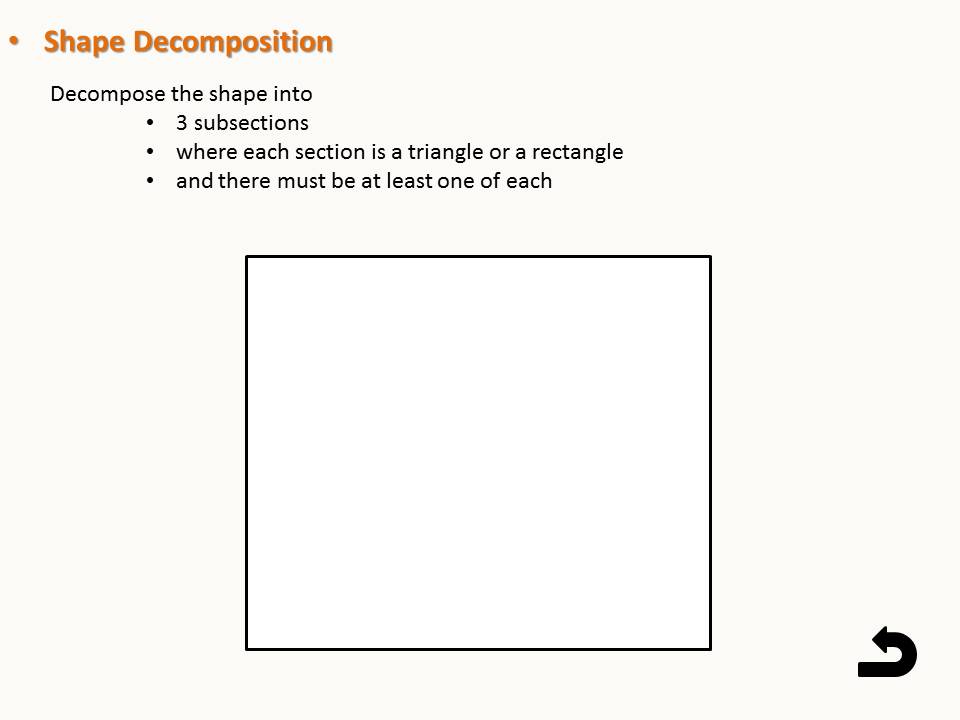 • Shape Decomposition
Decompose the shape into
• 3 subsections
• where each section is a triangle or a rectangle
• and there must be at least one of each